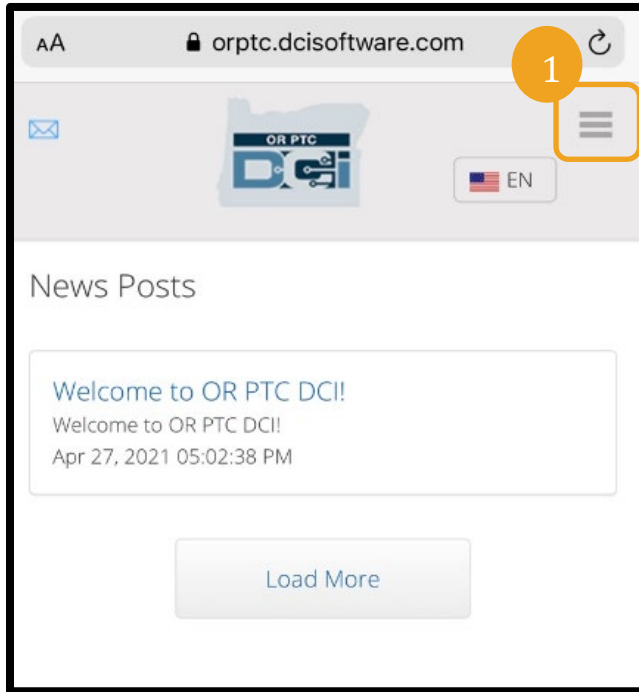 AA orptc.dcisoftware.com
1
OR PTC
DCi
EN
News Posts
Welcome to OR PTC DCI!
Welcome to OR PTC DCI!
Apr 27, 2021 05:02:38 PM
Load More